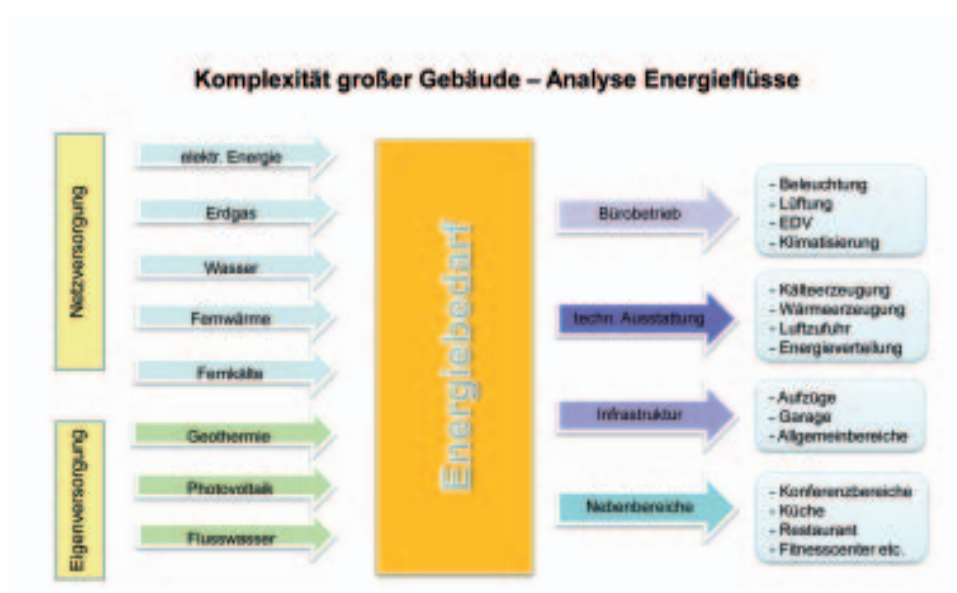 Komplexität großer Gebäude – Analyse Energieflüsse
Netzversorgung
elektr. Energie
Erdgas
Wasser
Fernwärme
Fernkälte
Eigenversorgung
Geothermie
Photovoltaik
Flusswasser
Energiebedarf
Bürobetrieb
- Beleuchtung
- Lüftung
- EDV
- Klimatisierung
techn. Ausstattung
- Kälteerzeugung
- Wärmeerzeugung
- Luftzufuhr
- Energieverteilung
Infrastruktur
- Aufzüge
- Garage
- Allgemeinbereiche
Nebenbereiche
- Konferenzbereiche
- Küche
- Restaurant
- Fitnesscenter etc.